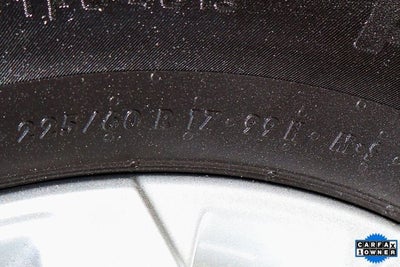 225/60 R 17 · 99 H · M+S
CARFAX
1 OWNER